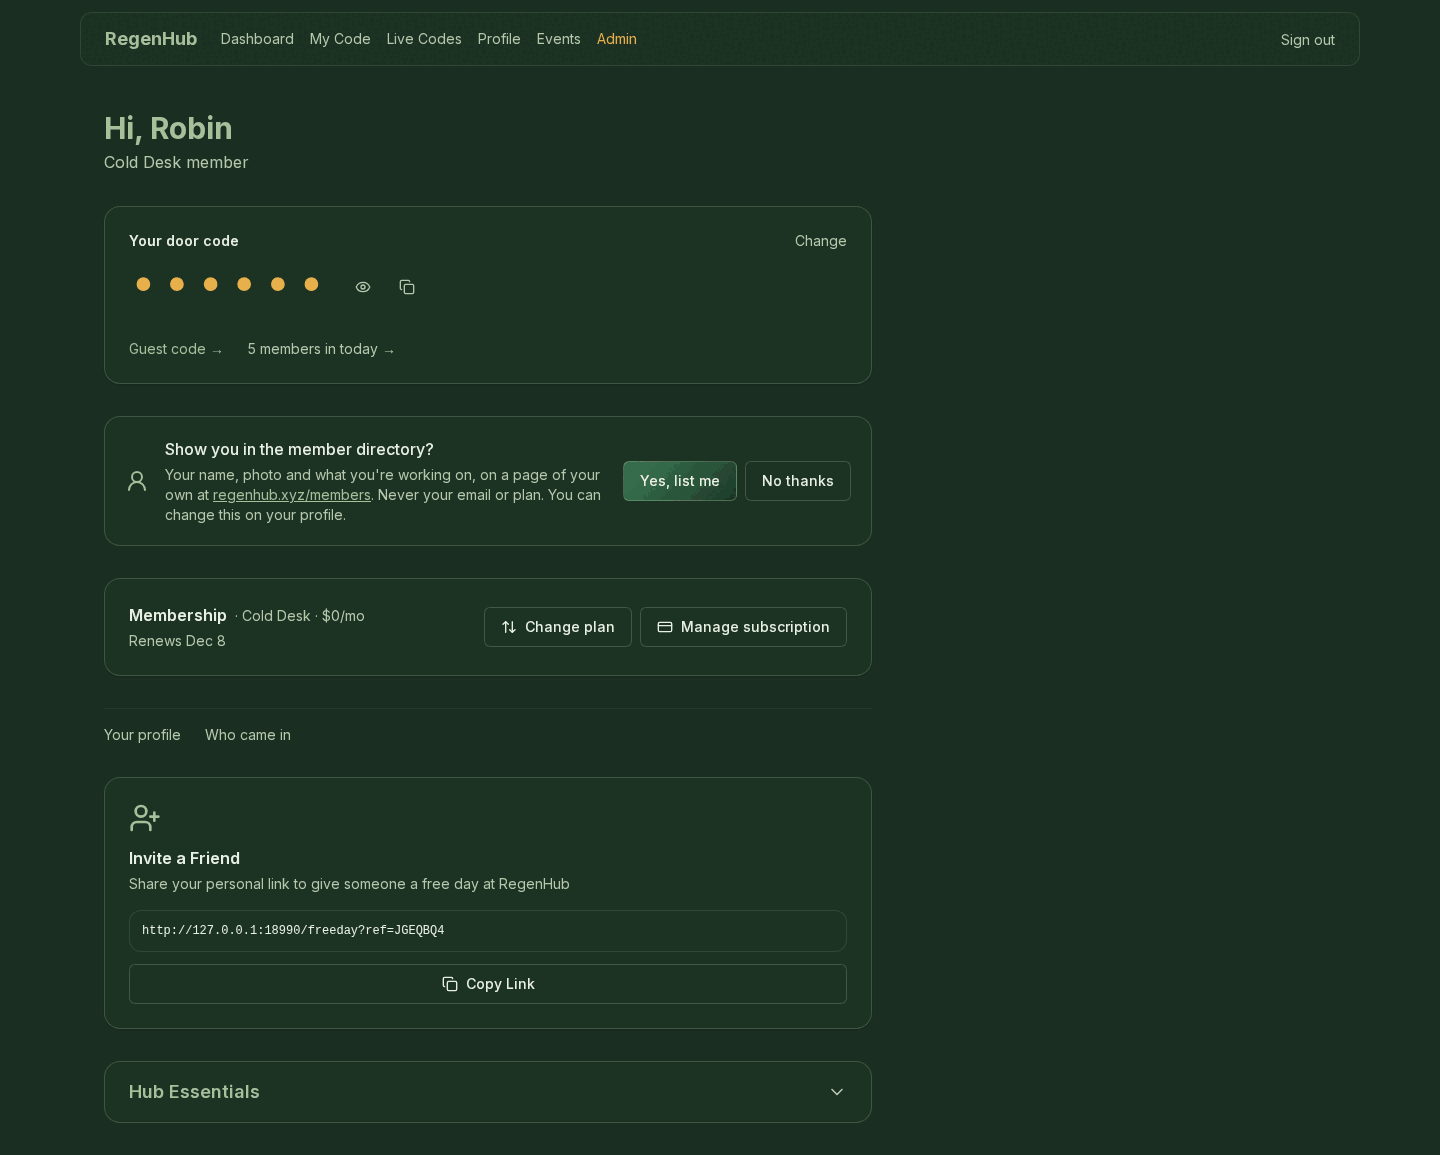 RegenHub Dashboard My Code Live Codes Profile Events Admin Sign out
Hi, Robin
Cold Desk member
Your door code Change
Guest code → 5 members in today →
Show you in the member directory?
Your name, photo and what you're working on, on a page of your
own at regenhub.xyz/members. Never your email or plan. You can
change this on your profile.
Yes, list me No thanks
Membership · Cold Desk · $0/mo
Renews Dec 8
Change plan Manage subscription
Your profile Who came in
Invite a Friend
Share your personal link to give someone a free day at RegenHub
http://127.0.0.1:18990/freeday?ref=JGEQBQ4
Copy Link
Hub Essentials